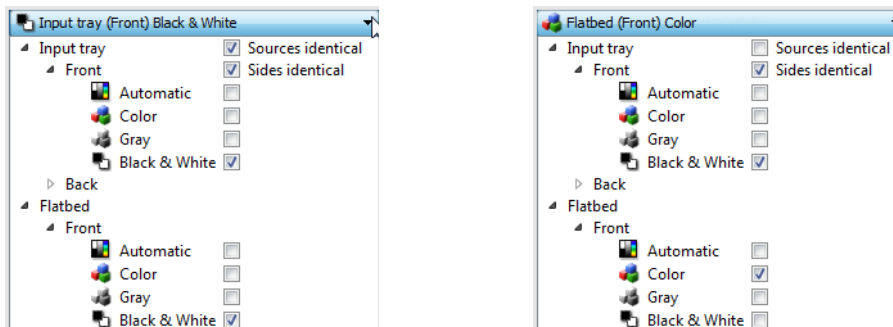 Input tray (Front) Black & White
Input tray Sources identical
Front Sides identical
Automatic
Color
Gray
Black & White
Back
Flatbed
Front
Automatic
Color
Gray
Black & White
Flatbed (Front) Color
Input tray Sources identical
Front Sides identical
Automatic
Color
Gray
Black & White
Back
Flatbed
Front
Automatic
Color
Gray
Black & White